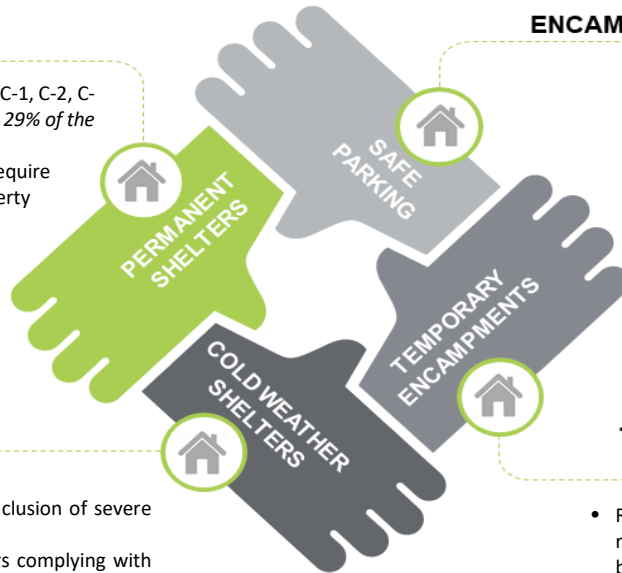 ENCAM
C-1, C-2, C-
29% of the
equire
erty
SAFE
PARKING
PERMANENT
SHELTERS
TEMPORARY
ENCAMPMENTS
COLD WEATHER
SHELTERS
clusion of severe
rs complying with